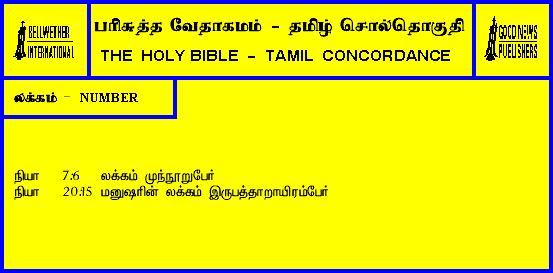 BELLWETHER
INTERNATIONAL
பரிசுத்த வேதாகமம் - தமிழ் சொல்தொகுதி
THE HOLY BIBLE - TAMIL CONCORDANCE
GOOD NEWS
PUBLISHERS
லக்கம் - NUMBER
நியா 7:6 லக்கம் முந்நூறுபேர்
நியா 20:15 மனுஷரின் லக்கம் இருபத்தாறாயிரம்பேர்